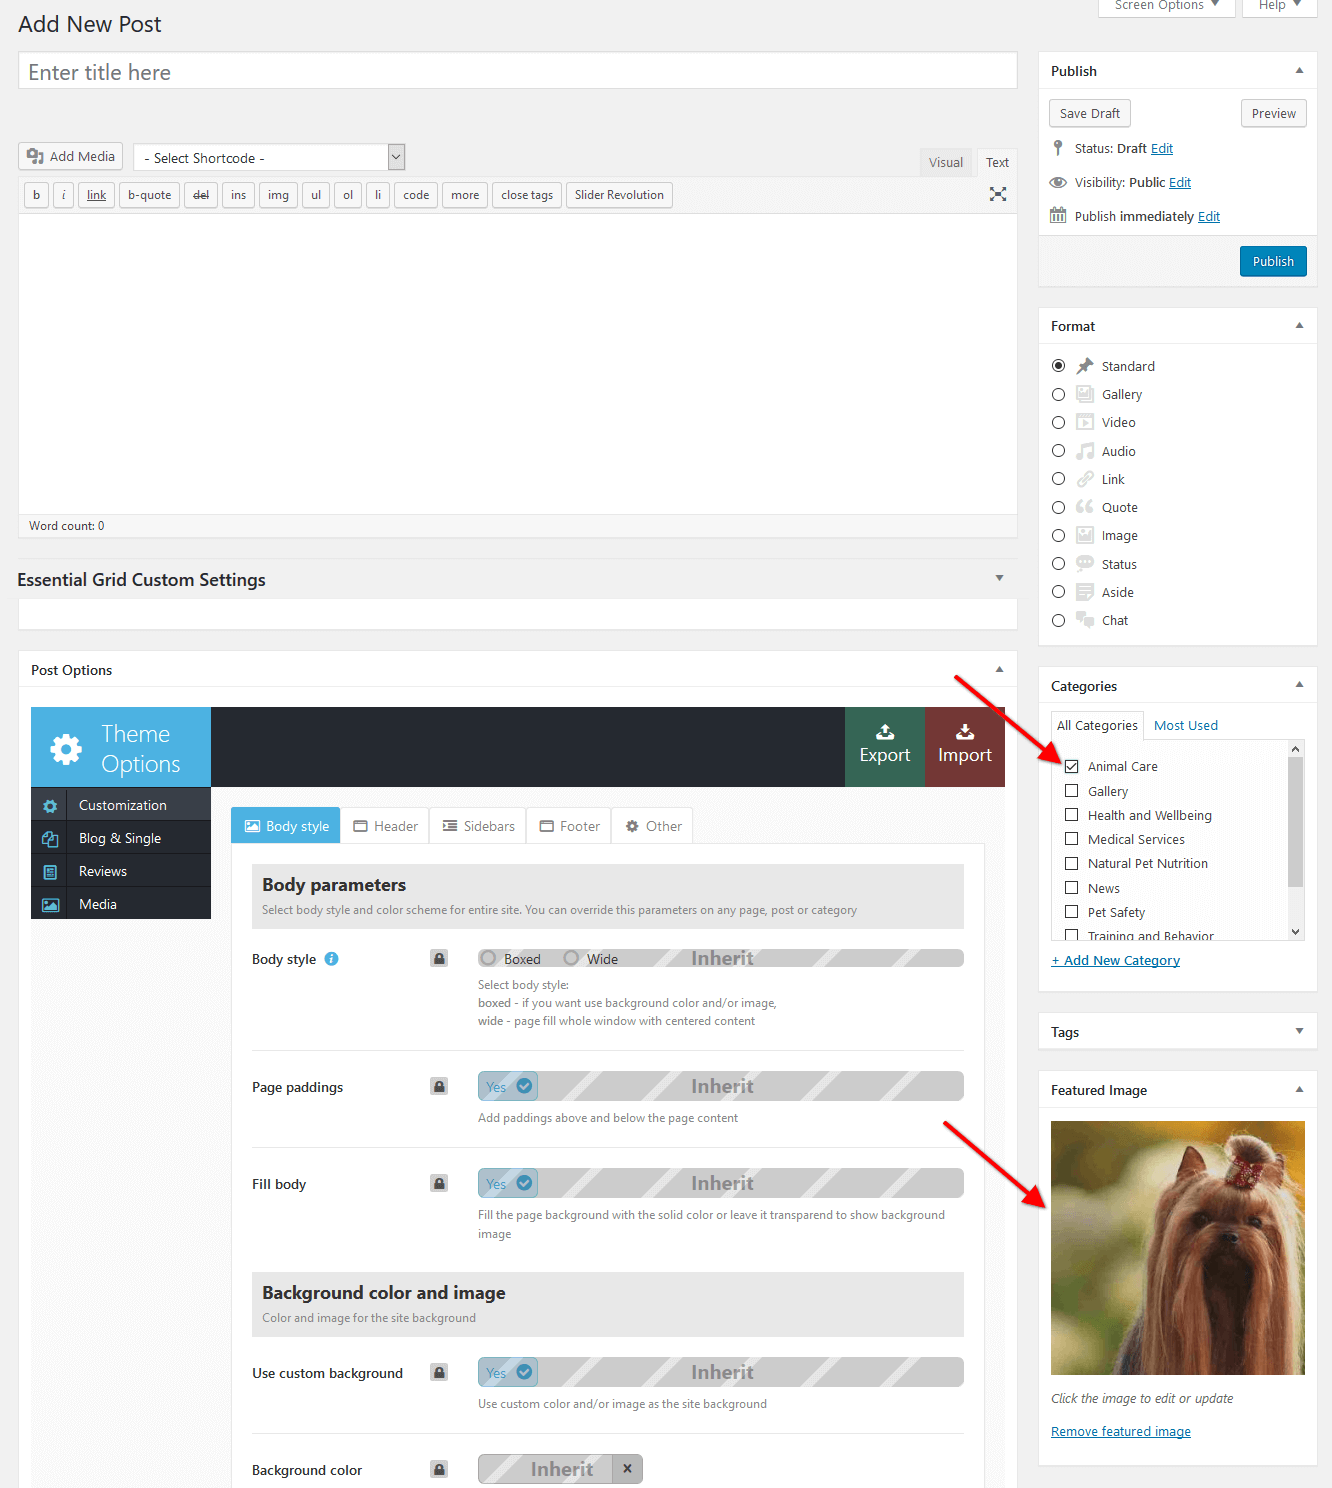 Screen Options
Help
Add New Post
Enter title here
Add Media
- Select Shortcode -
Visual
Text
b
i
link
b-quote
del
ins
img
ul
ol
li
code
more
close tags
Slider Revolution
Word count: 0
Essential Grid Custom Settings
Post Options
Theme
Options
Export
Import
Customization
Blog & Single
Reviews
Media
Body style
Header
Sidebars
Footer
Other
Body parameters
Select body style and color scheme for entire site. You can override this parameters on any page, post or category
Body style
Boxed
Wide
Inherit
Select body style:
boxed - if you want use background color and/or image,
wide - page fill whole window with centered content
Page paddings
Yes
Inherit
Add paddings above and below the page content
Fill body
Yes
Inherit
Fill the page background with the solid color or leave it transparend to show background
image
Background color and image
Color and image for the site background
Use custom background
Yes
Inherit
Use custom color and/or image as the site background
Background color
Inherit
Publish
Save Draft
Preview
Status: Draft Edit
Visibility: Public Edit
Publish immediately Edit
Publish
Format
Standard
Gallery
Video
Audio
Link
Quote
Image
Status
Aside
Chat
Categories
All Categories
Most Used
Animal Care
Gallery
Health and Wellbeing
Medical Services
Natural Pet Nutrition
News
Pet Safety
Training and Behavior
+ Add New Category
Tags
Featured Image
Click the image to edit or update
Remove featured image